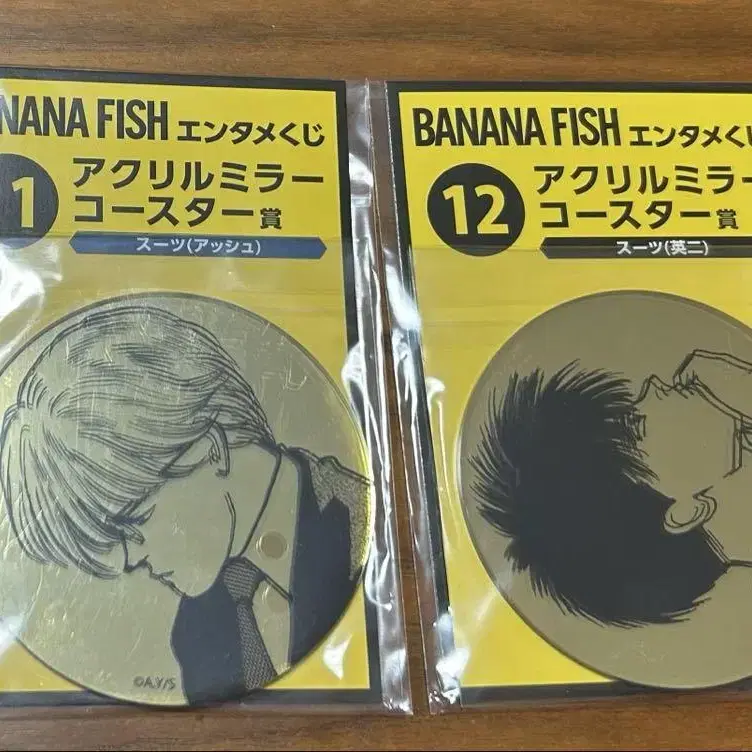 NANA FISH エンタメくじ
1 アクリルミラー
コースター賞
スーツ(アッシュ)
©A.Y/S
BANANA FISH エンタメくじ
12 アクリルミラー
コースター賞
スーツ(英二)